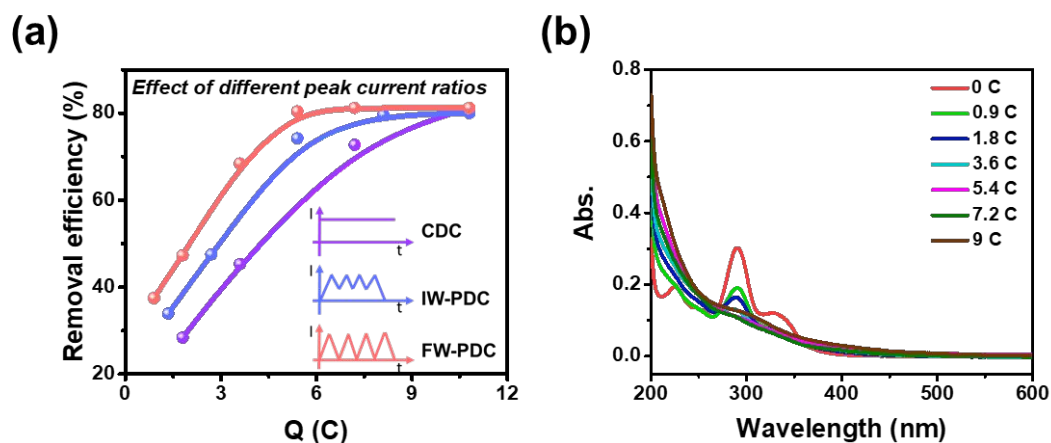 (a)
Effect of different peak current ratios
Removal efficiency (%)
80
60
40
20
0
3
6
9
12
Q (C)
I
t
CDC
I
t
IW-PDC
I
t
FW-PDC
(b)
Abs.
0.8
0.6
0.4
0.2
0.0
200
300
400
500
600
Wavelength (nm)
0 C
0.9 C
1.8 C
3.6 C
5.4 C
7.2 C
9 C